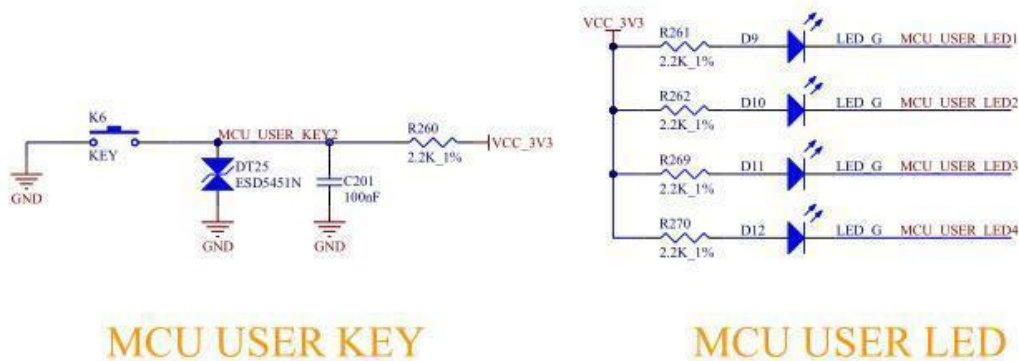 K6
KEY
GND
MCU_USER_KEY2
DT25
ESD5451N
GND
C201
100nF
GND
R260
2.2K_1%
VCC_3V3
MCU USER KEY
VCC_3V3
R261 D9 LED_G MCU_USER_LED1
2.2K_1%
R262 D10 LED_G MCU_USER_LED2
2.2K_1%
R269 D11 LED_G MCU_USER_LED3
2.2K_1%
R270 D12 LED_G MCU_USER_LED4
2.2K_1%
MCU USER LED